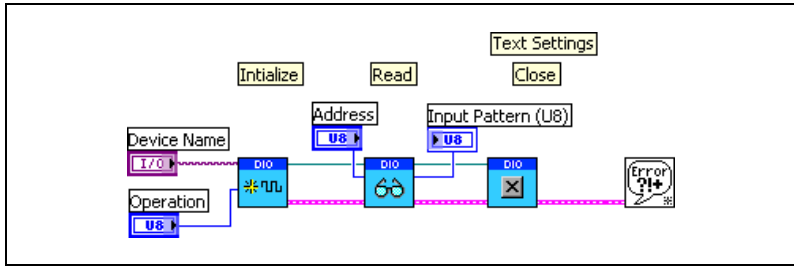 Text Settings
Intialize
Read
Close
Address
Input Pattern (U8)
U8
U8
Device Name
I/O
DIO
DIO
DIO
Error
?!+
Operation
U8